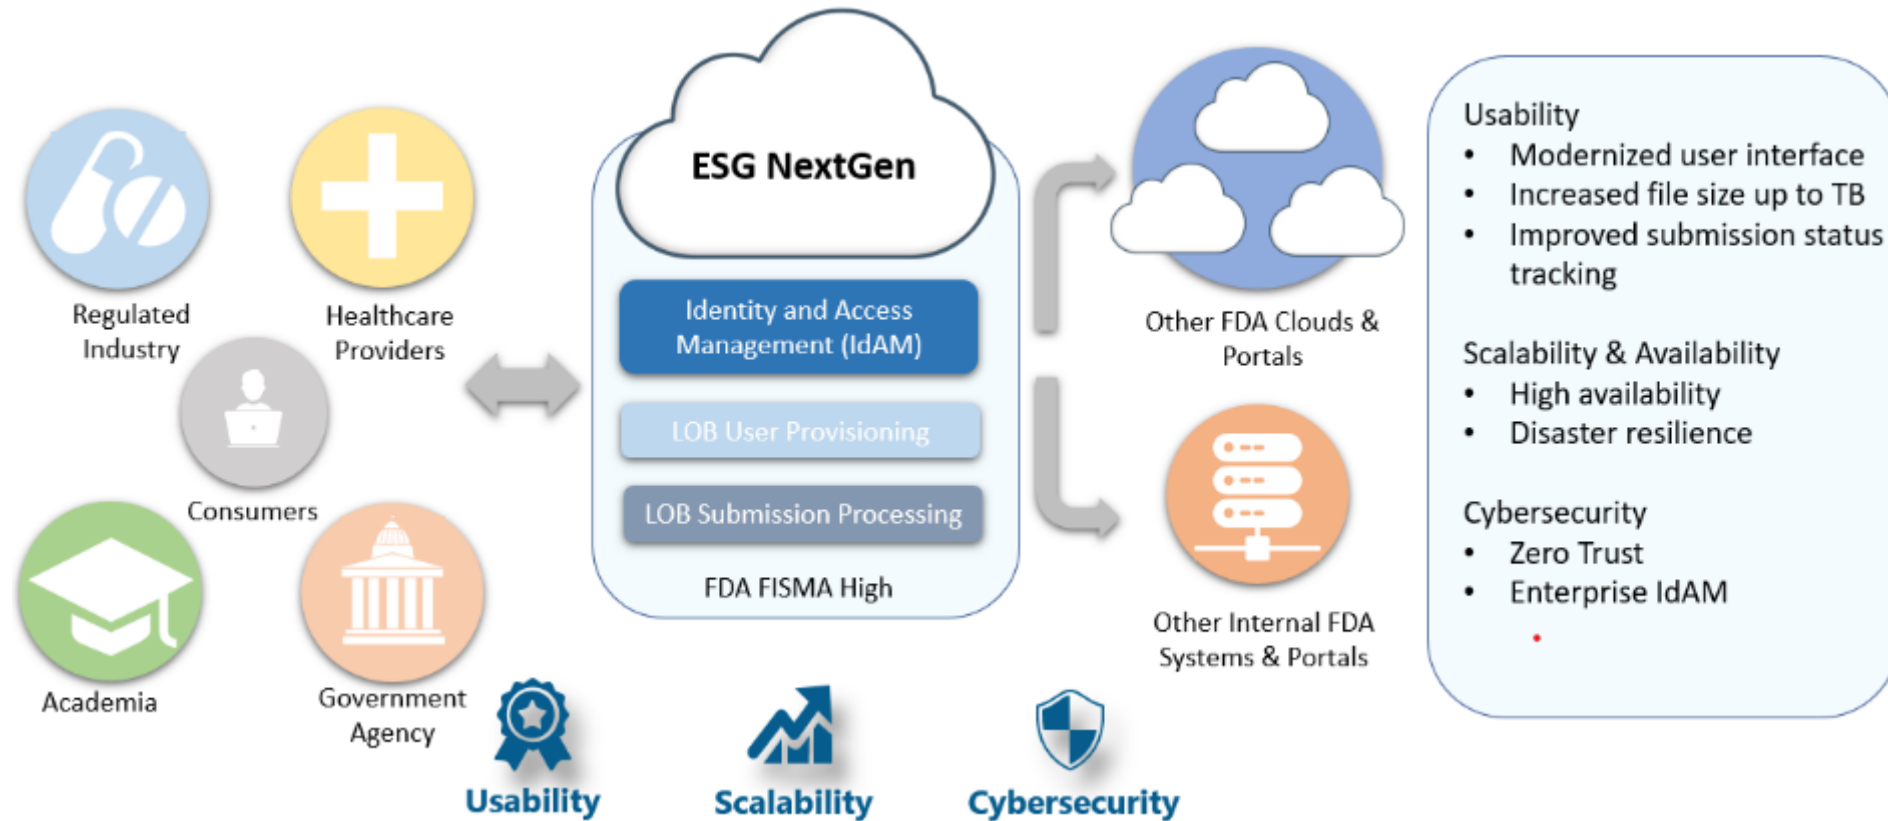 Regulated
Industry
Healthcare
Providers
Consumers
Academia
Government
Agency
ESG NextGen
Identity and Access
Management (IdAM)
LOB User Provisioning
LOB Submission Processing
FDA FISMA High
Other FDA Clouds &
Portals
Other Internal FDA
Systems & Portals
Usability
• Modernized user interface
• Increased file size up to TB
• Improved submission status
tracking
Scalability & Availability
• High availability
• Disaster resilience
Cybersecurity
• Zero Trust
• Enterprise IdAM
Usability
Scalability
Cybersecurity